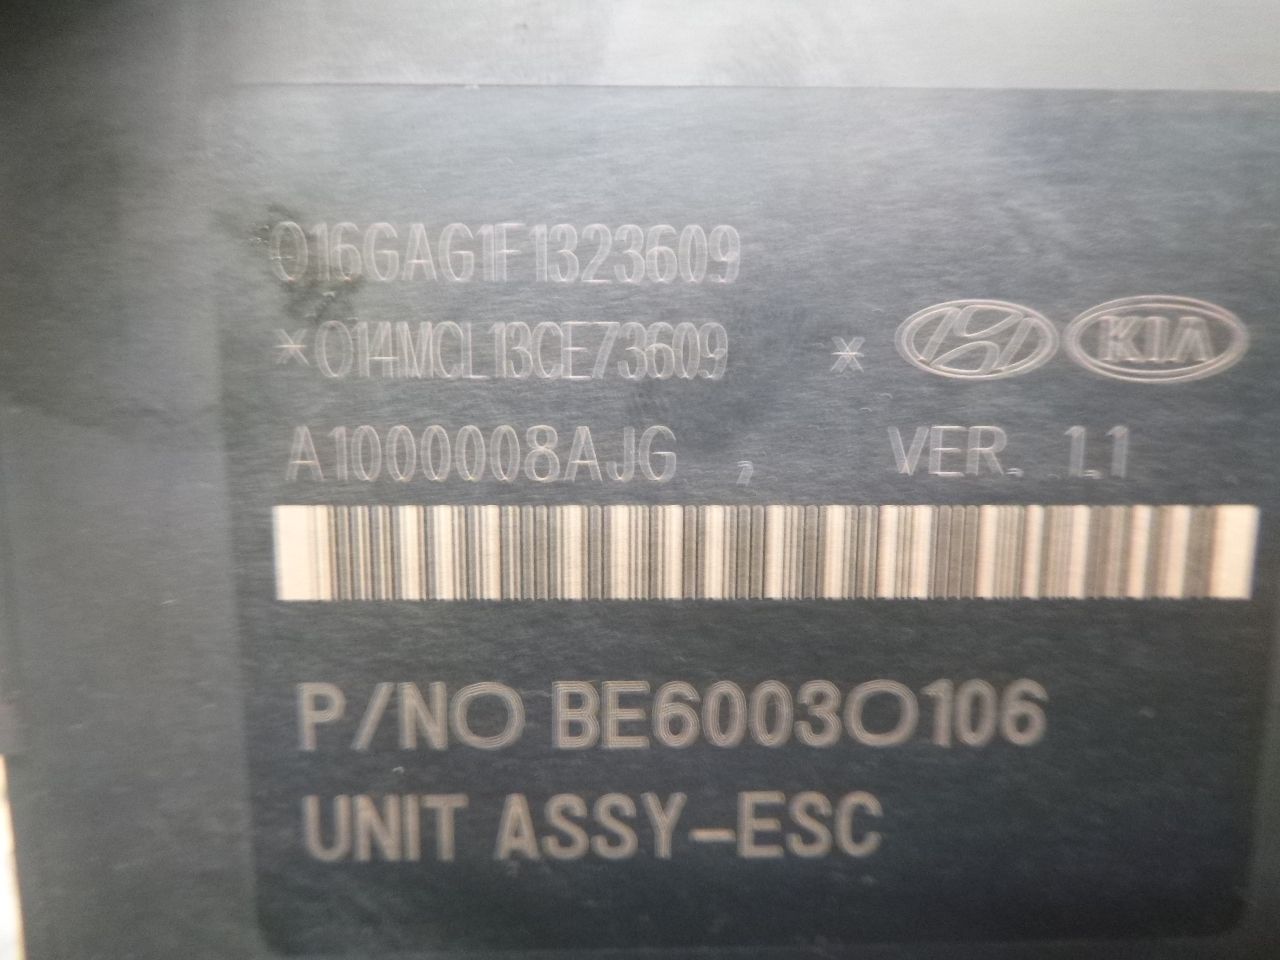 016GAG1F1323609
*014MCL13CE73609 *
KIA
A1000008AJG , VER. 1.1
P/NO BE6003O106
UNIT ASSY-ESC